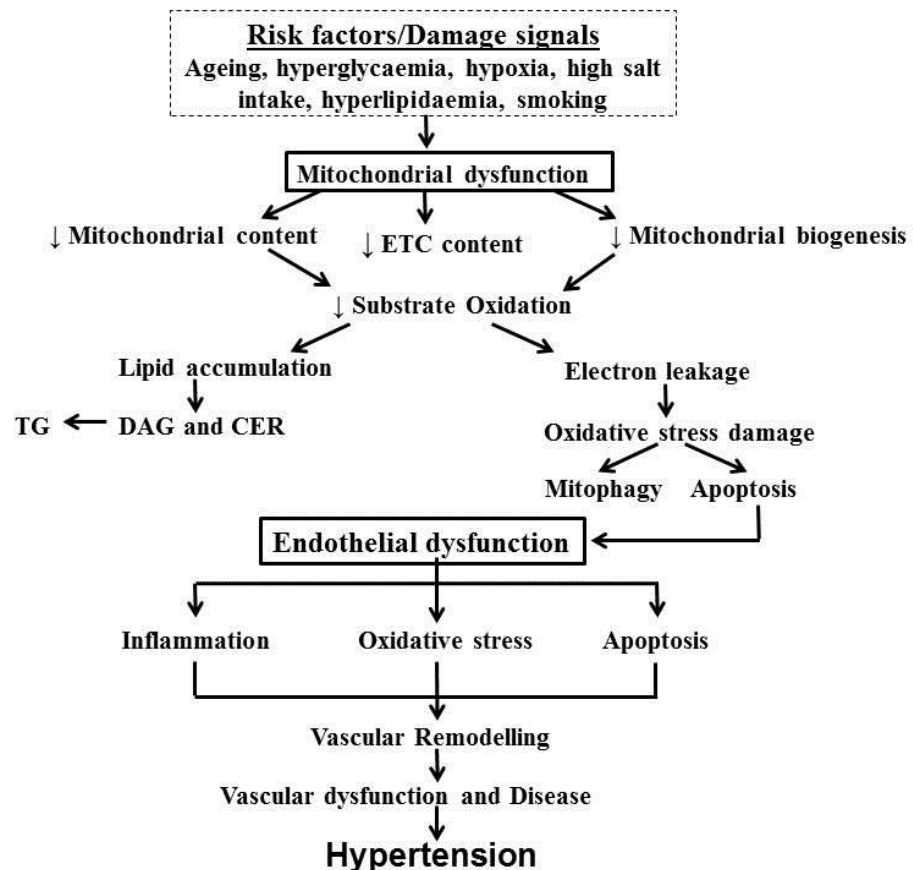 Risk factors/Damage signals
Ageing, hyperglycaemia, hypoxia, high salt
intake, hyperlipidaemia, smoking
Mitochondrial dysfunction
↓ Mitochondrial content
↓ ETC content
↓ Mitochondrial biogenesis
↓ Substrate Oxidation
Lipid accumulation
Electron leakage
TG
DAG and CER
Oxidative stress damage
Mitophagy
Apoptosis
Endothelial dysfunction
Inflammation
Oxidative stress
Apoptosis
Vascular Remodelling
Vascular dysfunction and Disease
Hypertension